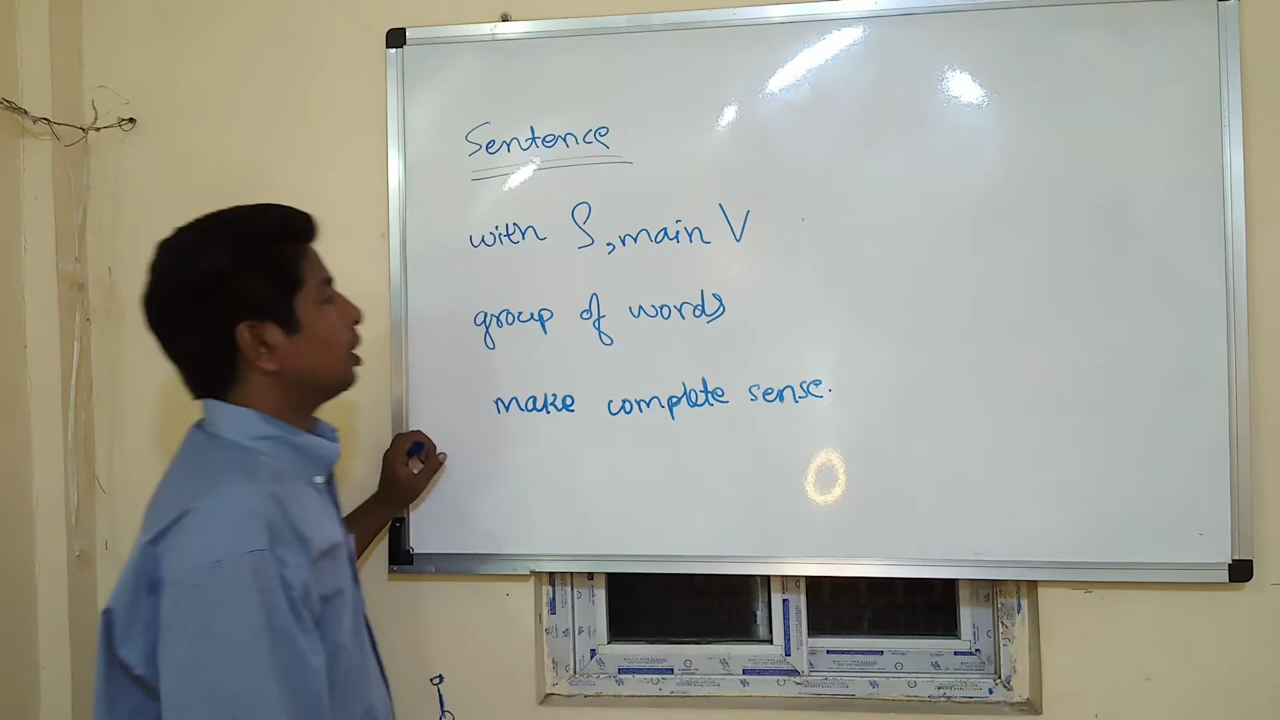 Sentence
with S, main V
group of words
make complete sense.